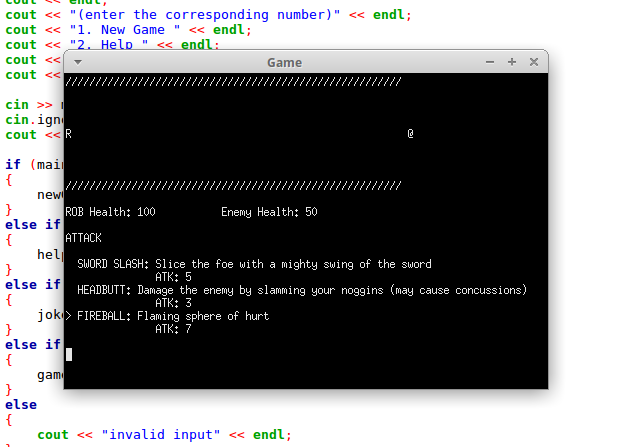 cout << endl;
cout << "(enter the corresponding number)" << endl;
cout << "1. New Game " << endl;
cout << "2. Help " << endl;
cout <<
cout <<
cin >>
cin.ign
cout <<
if (mai
{
new
}
else if
{
hel
}
else if
{
jok
}
else if
{
gam
}
else
{
cout << "invalid input" << endl;
Game
////////////////////////////////////////////////////////
R @
////////////////////////////////////////////////////////
ROB Health: 100 Enemy Health: 50
ATTACK
SWORD SLASH: Slice the foe with a mighty swing of the sword
ATK: 5
HEADBUTT: Damage the enemy by slamming your noggins (may cause concussions)
ATK: 3
> FIREBALL: Flaming sphere of hurt
ATK: 7